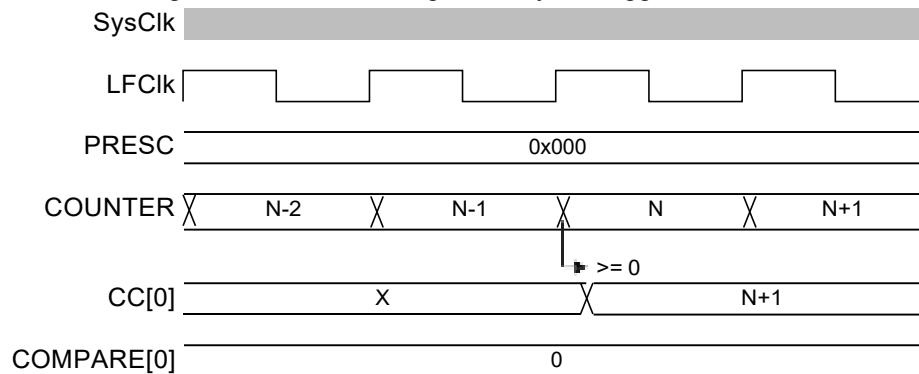 SysClk
LFClk
PRESC 0x000
COUNTER N-2 N-1 N N+1
>= 0
CC[0] X N+1
COMPARE[0] 0